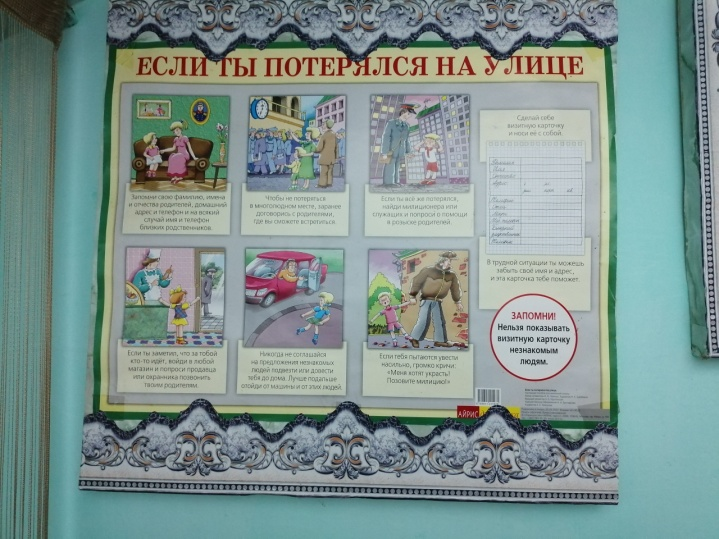 ЕСЛИ ТЫ ПОТЕРЯЛСЯ НА УЛИЦЕ
Запомни свою фамилию, имена
и отчества родителей, домашний
адрес и телефон и на всякий
случай имя и телефон
близких родственников.
Чтобы не потеряться
в многолюдном месте, заранее
договорись с родителями,
где вы сможете встретиться.
Если ты всё же потерялся,
найди милиционера или
служащих и попроси о помощи
в розыске родителей.
Сделай себе
визитную карточку
и носи её с собой.
Фамилия
Имя
Адрес:
Телефон
В трудной ситуации ты можешь
забыть своё имя и адрес,
и эта карточка тебе поможет.
Если ты заметил, что за тобой
кто-то идёт, войди в любой
магазин и попроси продавца
или охранника позвонить
твоим родителям.
Никогда не соглашайся
на предложения незнакомых
людей подвезти или довести
тебя до дома. Лучше подальше
отойди от машины и от этих людей.
Если тебя пытаются увести
насильно, громко кричи:
«Меня хотят украсть!
Позовите милицию!»
ЗАПОМНИ!
Нельзя показывать
визитную карточку
незнакомым
людям.
АЙРИС